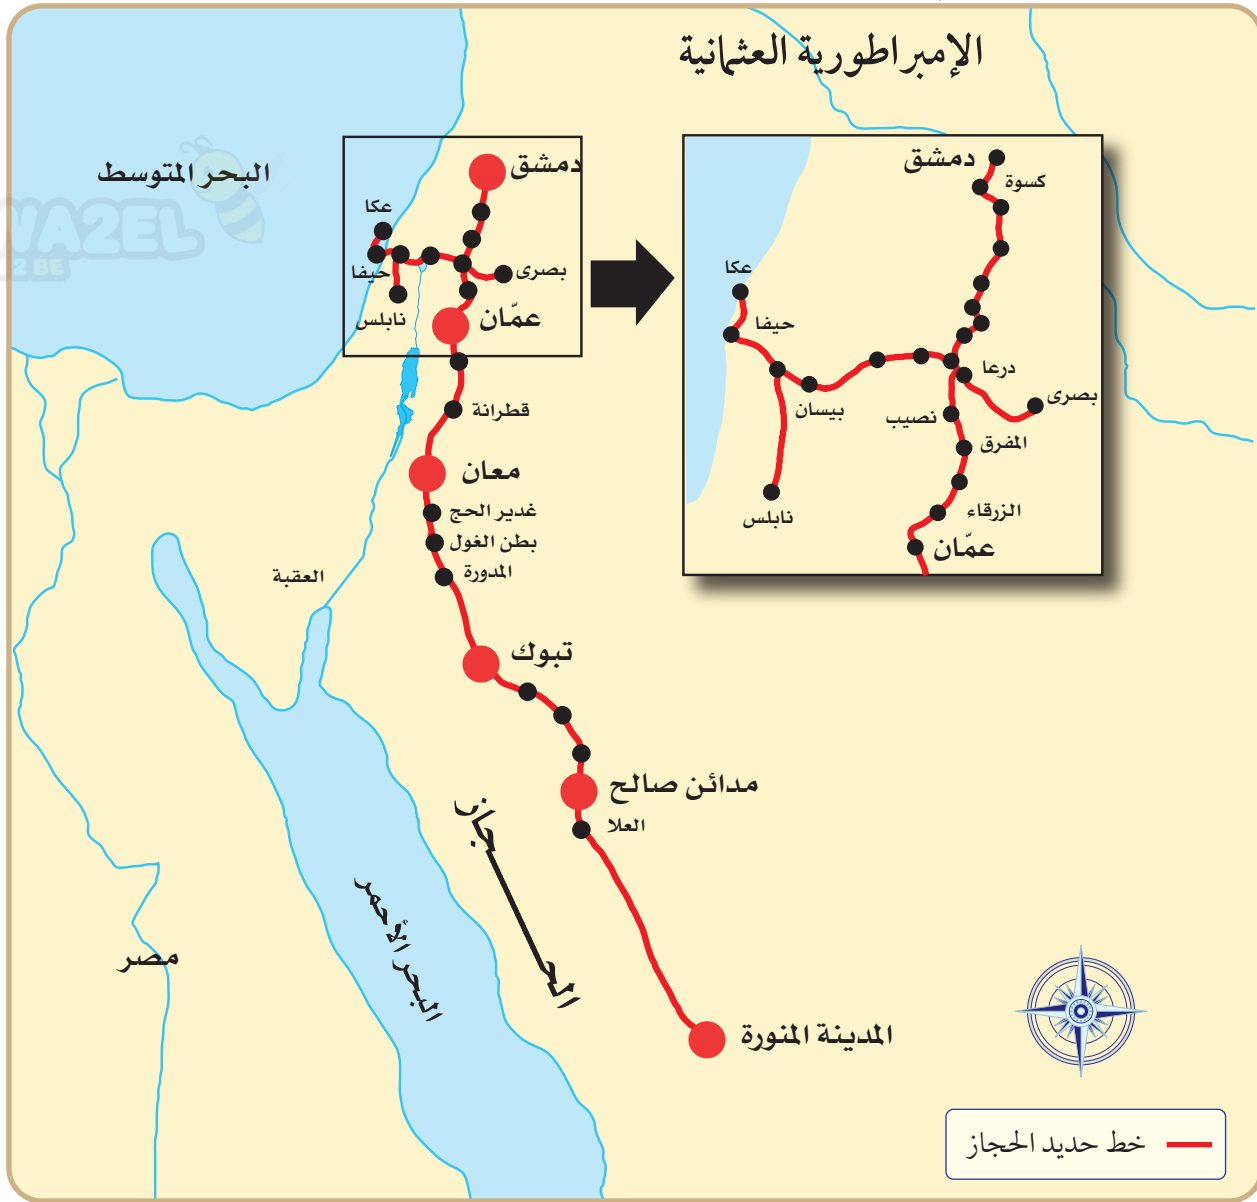 الإمبراطورية العثمانية
البحر المتوسط
WA2EL
دمشق
عكا
حيفا
نابلس
بصرى
عمّان
قطرانة
معان
غدير الحج
بطن الغول
المدورة
العقبة
تبوك
مدائن صالح
العلا
الحجاز
البحر الأحمر
مصر
المدينة المنورة
دمشق
كسوة
عكا
حيفا
درعا
بيسان
بصرى
نصيب
المفرق
نابلس
الزرقاء
عمّان
خط حديد الحجاز